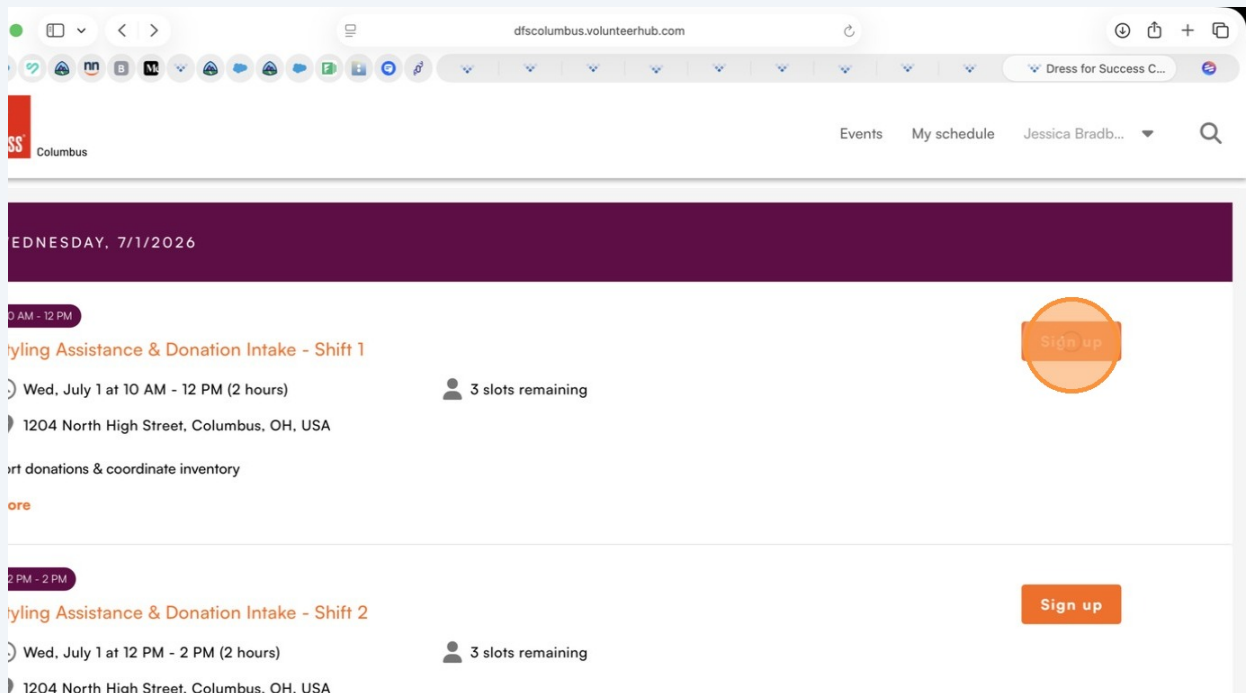 dfscolumbus.volunteerhub.com
nn B M
Dress for Success C...
SS
Columbus
Events My schedule Jessica Bradb...
EDNESDAY, 7/1/2026
0 AM - 12 PM
tyling Assistance & Donation Intake - Shift 1
Sign up
Wed, July 1 at 10 AM - 12 PM (2 hours) 3 slots remaining
1204 North High Street, Columbus, OH, USA
ort donations & coordinate inventory
ore
2 PM - 2 PM
tyling Assistance & Donation Intake - Shift 2
Sign up
Wed, July 1 at 12 PM - 2 PM (2 hours) 3 slots remaining
1204 North High Street, Columbus, OH, USA